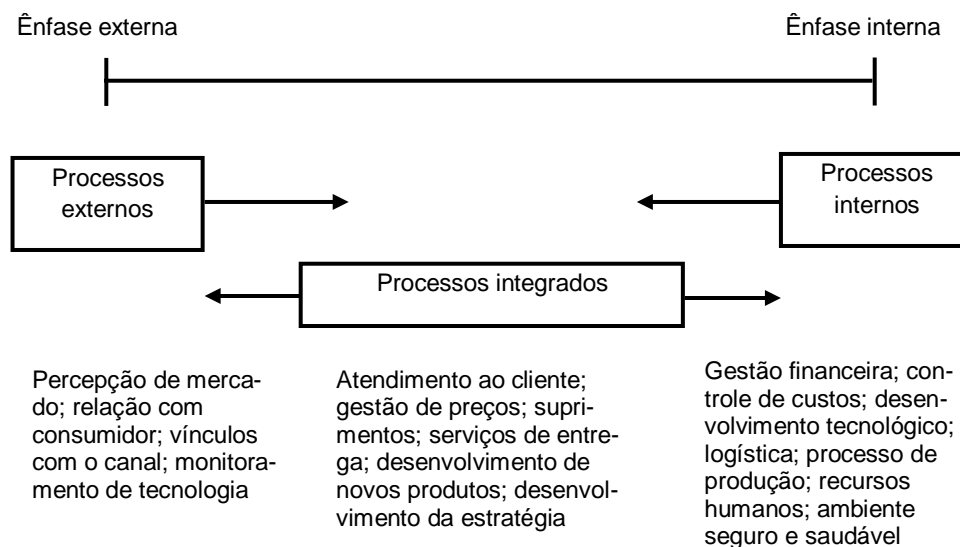 Ênfase externa
Ênfase interna
Processos
externos
Processos
internos
Processos integrados
Percepção de merca-
do; relação com
consumidor; vínculos
com o canal; monitora-
mento de tecnologia
Atendimento ao cliente;
gestão de preços; supri-
mentos; serviços de entre-
ga; desenvolvimento de
novos produtos; desenvol-
vimento da estratégia
Gestão financeira; con-
trole de custos; desen-
volvimento tecnológico;
logística; processo de
produção; recursos
humanos; ambiente
seguro e saudável